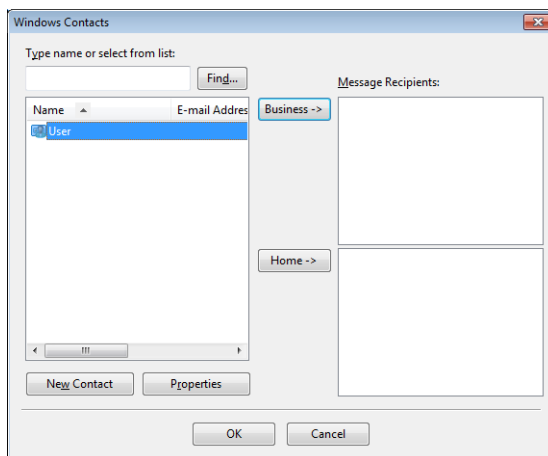 Windows Contacts
Type name or select from list:
Find...
Message Recipients:
Name
E-mail Addres
Business ->
User
Home ->
New Contact
Properties
OK
Cancel